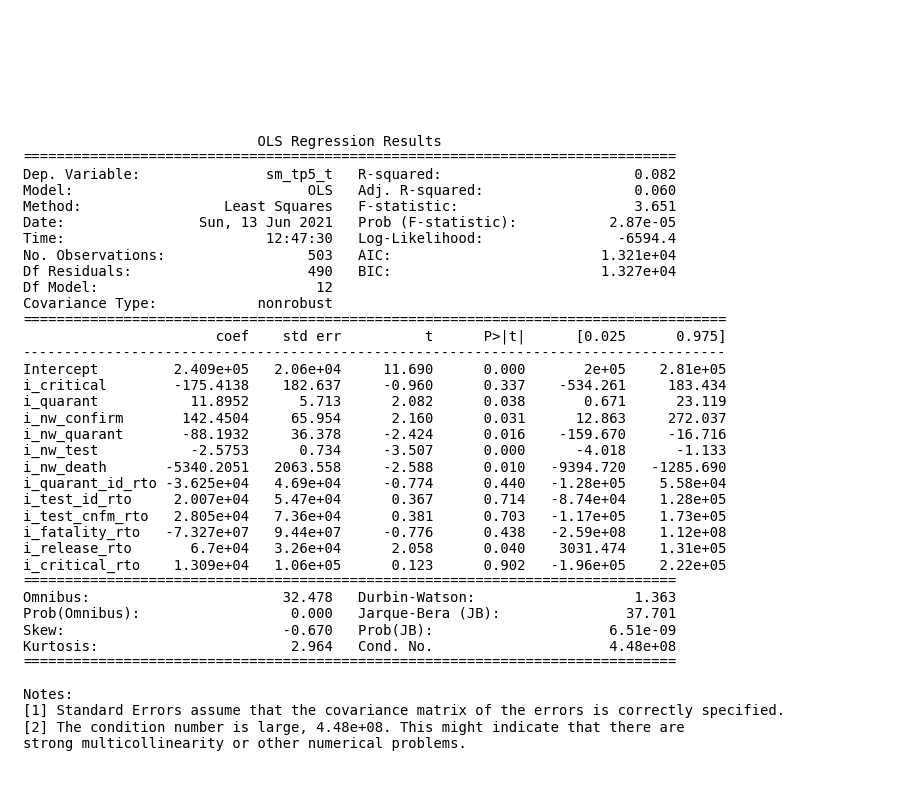 OLS Regression Results
==============================================================================
Dep. Variable:               sm_tp5_t   R-squared:                       0.082
Model:                            OLS   Adj. R-squared:                  0.060
Method:                 Least Squares   F-statistic:                     3.651
Date:                Sun, 13 Jun 2021   Prob (F-statistic):           2.87e-05
Time:                        12:47:30   Log-Likelihood:                -6594.4
No. Observations:                 503   AIC:                         1.321e+04
Df Residuals:                     490   BIC:                         1.327e+04
Df Model:                          12
Covariance Type:            nonrobust
====================================================================================
                       coef    std err          t      P>|t|      [0.025      0.975]
------------------------------------------------------------------------------------
Intercept         2.409e+05   2.06e+04     11.690      0.000       2e+05    2.81e+05
i_critical        -175.4138    182.637     -0.960      0.337    -534.261     183.434
i_quarant           11.8952      5.713      2.082      0.038       0.671      23.119
i_nw_confirm       142.4504     65.954      2.160      0.031      12.863     272.037
i_nw_quarant       -88.1932     36.378     -2.424      0.016    -159.670     -16.716
i_nw_test           -2.5753      0.734     -3.507      0.000      -4.018      -1.133
i_nw_death       -5340.2051   2063.558     -2.588      0.010   -9394.720   -1285.690
i_quarant_id_rto -3.625e+04   4.69e+04     -0.774      0.440   -1.28e+05    5.58e+04
i_test_id_rto     2.007e+04   5.47e+04      0.367      0.714   -8.74e+04    1.28e+05
i_test_cnfm_rto   2.805e+04   7.36e+04      0.381      0.703   -1.17e+05    1.73e+05
i_fatality_rto   -7.327e+07   9.44e+07     -0.776      0.438   -2.59e+08    1.12e+08
i_release_rto       6.7e+04   3.26e+04      2.058      0.040    3031.474    1.31e+05
i_critical_rto    1.309e+04   1.06e+05      0.123      0.902   -1.96e+05    2.22e+05
==============================================================================
Omnibus:                       32.478   Durbin-Watson:                   1.363
Prob(Omnibus):                  0.000   Jarque-Bera (JB):               37.701
Skew:                          -0.670   Prob(JB):                     6.51e-09
Kurtosis:                       2.964   Cond. No.                     4.48e+08
==============================================================================

Notes:
[1] Standard Errors assume that the covariance matrix of the errors is correctly specified.
[2] The condition number is large, 4.48e+08. This might indicate that there are
strong multicollinearity or other numerical problems.